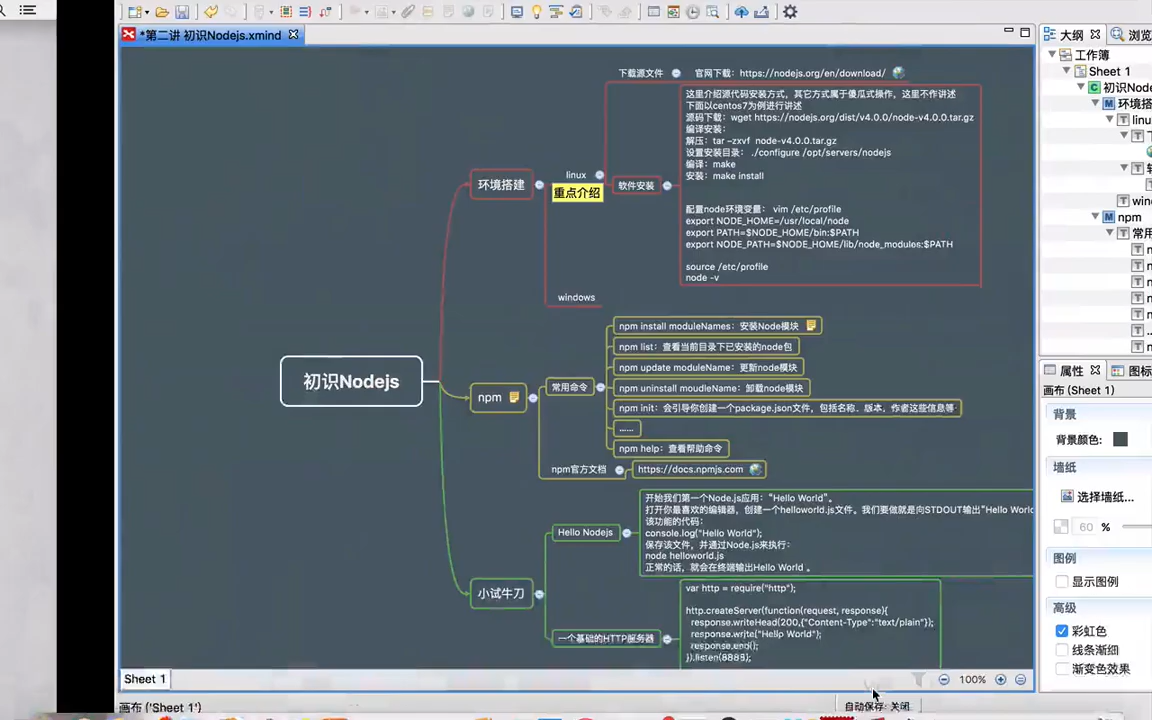 *第二讲 初识Nodejs.xmind
大纲
浏览
工作簿
Sheet 1
初识Node
环境搭
linu
win
npm
常用
下载源文件
官网下载：https://nodejs.org/en/download/
这里介绍源代码安装方式，其它方式属于傻瓜式操作，这里不作讲述
下面以centos7为例进行讲述
源码下载：wget https://nodejs.org/dist/v4.0.0/node-v4.0.0.tar.gz
编译安装：
解压：tar –zxvf  node-v4.0.0.tar.gz
设置安装目录： ./configure /opt/servers/nodejs
编译：make
安装：make install
配置node环境变量： vim /etc/profile
export NODE_HOME=/usr/local/node
export PATH=$NODE_HOME/bin:$PATH
export NODE_PATH=$NODE_HOME/lib/node_modules:$PATH
source /etc/profile
node -v
环境搭建
linux
重点介绍
软件安装
windows
初识Nodejs
npm
常用命令
npm install moduleNames：安装Node模块
npm list：查看当前目录下已安装的node包
npm update moduleName：更新node模块
npm uninstall moudleName：卸载node模块
npm init：会引导你创建一个package.json文件，包括名称、版本、作者这些信息等
......
npm help：查看帮助命令
npm官方文档
https://docs.npmjs.com
小试牛刀
Hello Nodejs
开始我们第一个Node.js应用：“Hello World”。
打开你最喜欢的编辑器，创建一个helloworld.js文件。我们要做就是向STDOUT输出“Hello Wor
该功能的代码：
console.log("Hello World");
保存该文件，并通过Node.js来执行：
node helloworld.js
正常的话，就会在终端输出Hello World 。
一个基础的HTTP服务器
var http = require("http");
http.createServer(function(request, response){
response.writeHead(200,{"Content-Type":"text/plain"});
response.write("Hello World");
response.end();
}).listen(8888);
属性
图标
画布 (Sheet 1)
背景
背景颜色:
墙纸
选择墙纸...
60 %
图例
显示图例
高级
彩虹色
线条渐细
渐变色效果
Sheet 1
100%
画布 ('Sheet 1')
自动保存: 关闭